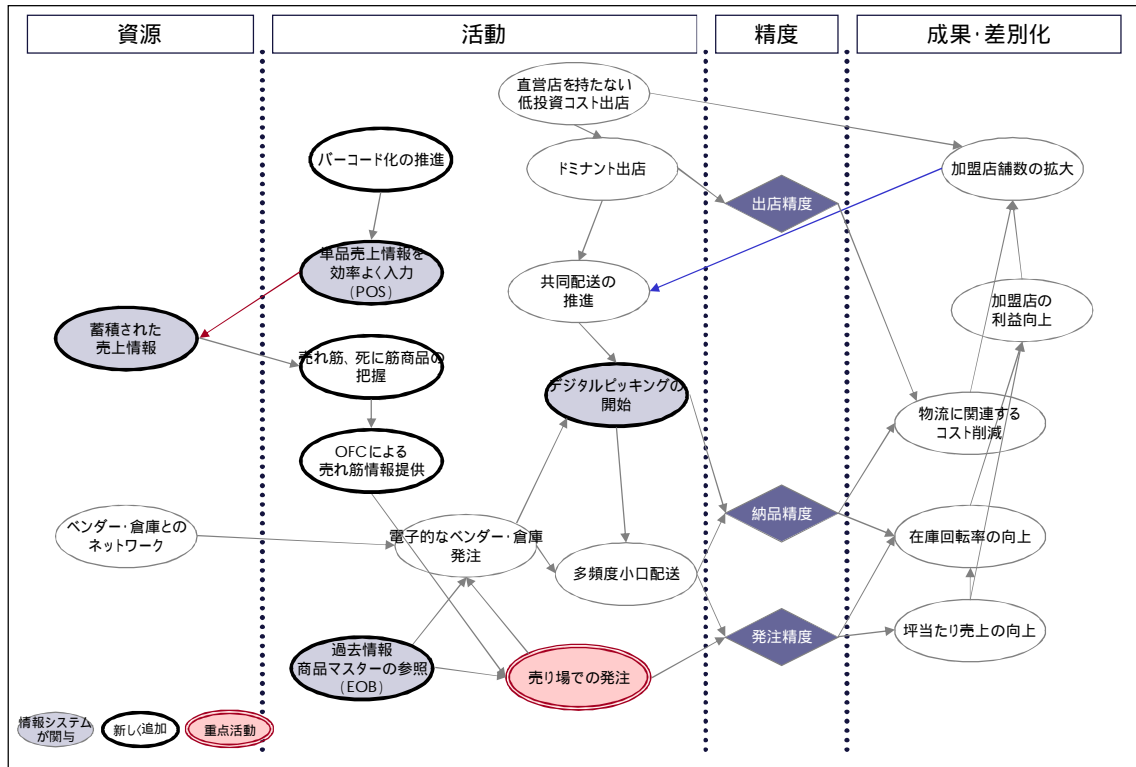 資源
活動
精度
成果・差別化
直営店を持たない
低投資コスト出店
バーコード化の推進
ドミナント出店
加盟店舗数の拡大
出店精度
単品売上情報を
効率よく入力
(POS)
共同配送の
推進
加盟店の
利益向上
蓄積された
売上情報
売れ筋、死に筋商品の
把握
デジタルピッキングの
開始
物流に関連する
コスト削減
OFCによる
売れ筋情報提供
ベンダー・倉庫との
ネットワーク
電子的なベンダー・倉庫
発注
納品精度
在庫回転率の向上
多頻度小口配送
発注精度
坪当たり売上の向上
過去情報
商品マスターの参照
(EOB)
売り場での発注
情報システム
が関与
新しく追加
重点活動